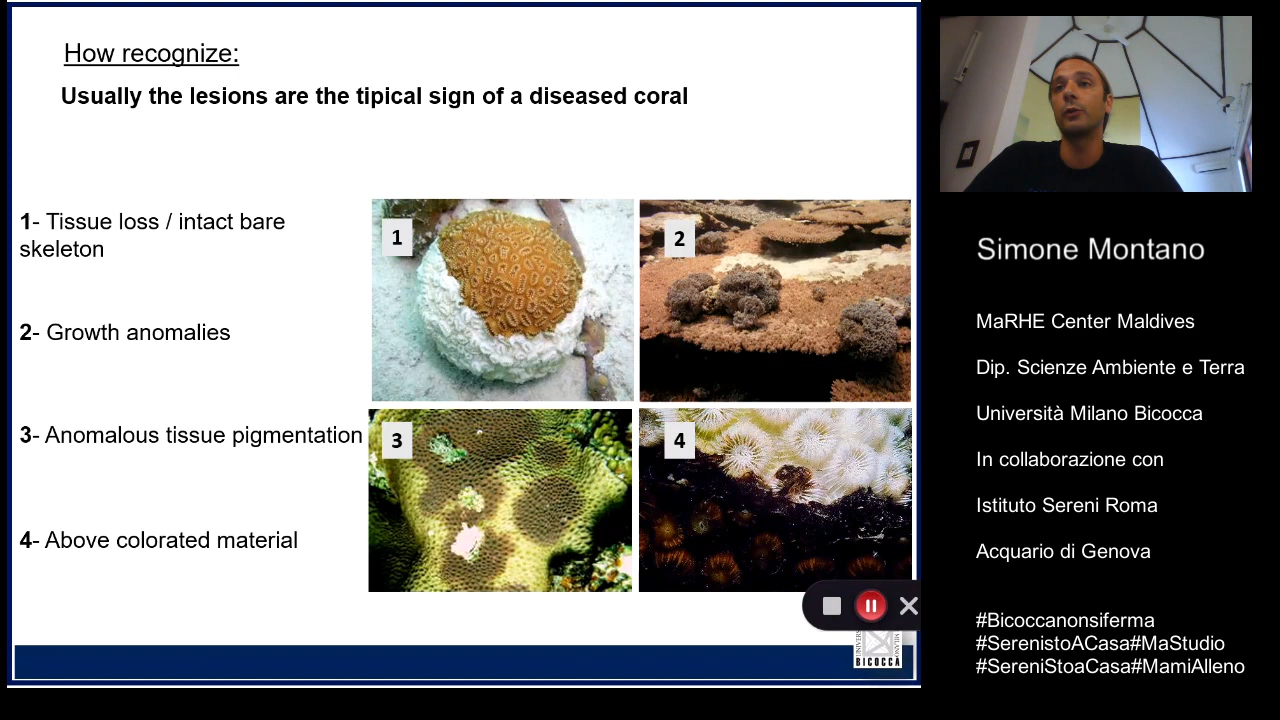 How recognize:
Usually the lesions are the tipical sign of a diseased coral
1- Tissue loss / intact bare
skeleton
2- Growth anomalies
3- Anomalous tissue pigmentation
4- Above colorated material
1
2
3
4
BICOCCA
Simone Montano
MaRHE Center Maldives
Dip. Scienze Ambiente e Terra
Università Milano Bicocca
In collaborazione con
Istituto Sereni Roma
Acquario di Genova
#Bicoccanonsiferma
#SerenistoACasa#MaStudio
#SereniStoaCasa#MamiAlleno